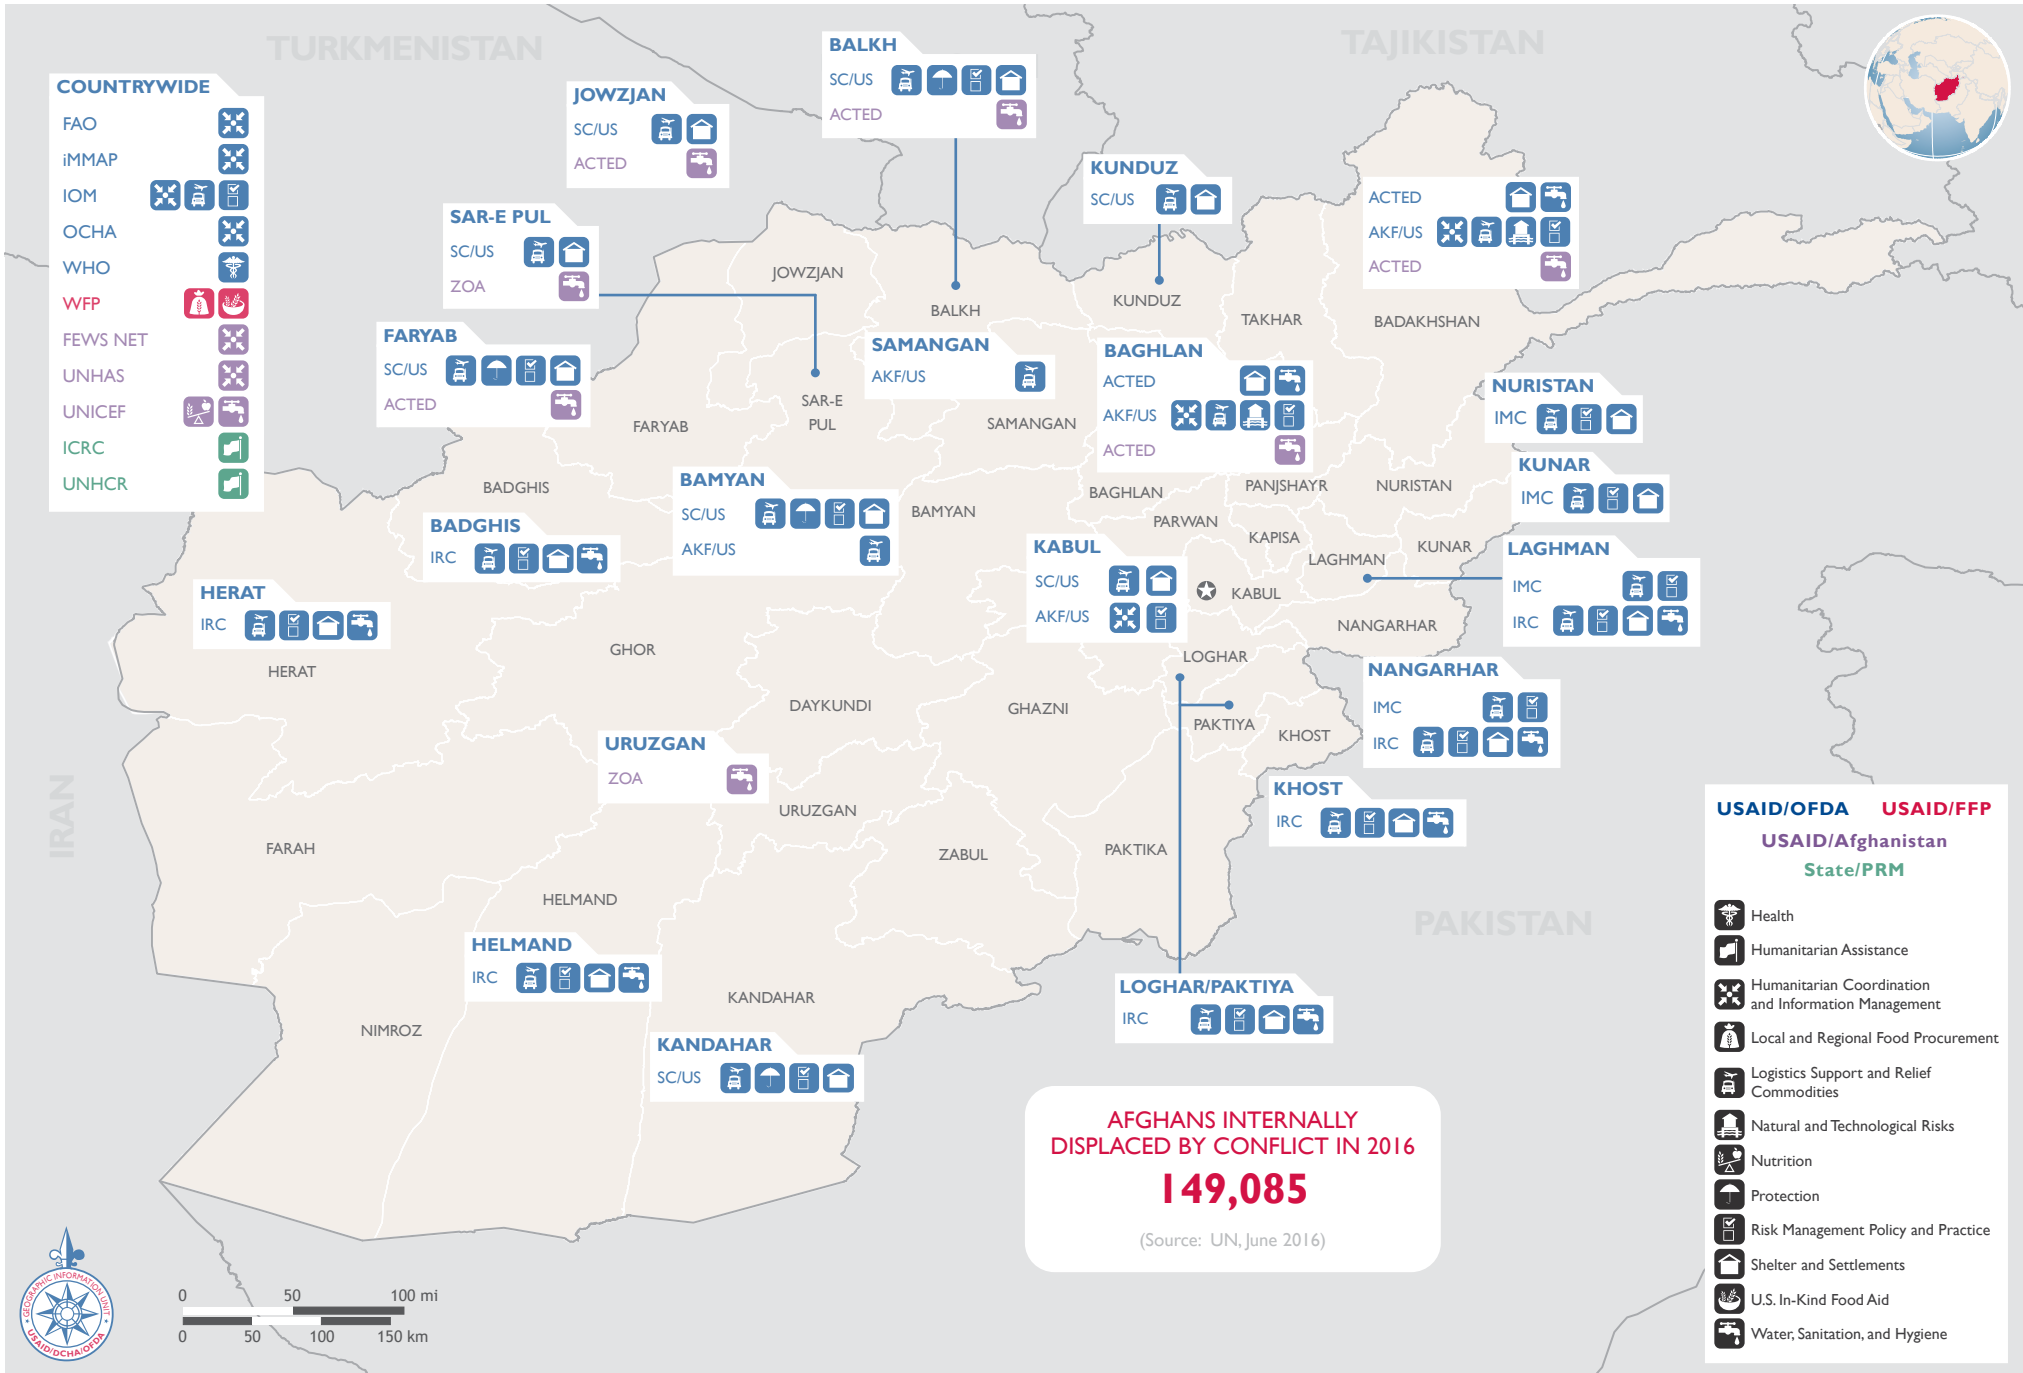 TURKMENISTAN
TAJIKISTAN
IRAN
PAKISTAN
COUNTRYWIDE
FAO
iMMAP
IOM
OCHA
WHO
WFP
FEWS NET
UNHAS
UNICEF
ICRC
UNHCR
JOWZJAN
SC/US
ACTED
BALKH
SC/US
ACTED
KUNDUZ
SC/US
ACTED
AKF/US
ACTED
SAR-E PUL
SC/US
ZOA
FARYAB
SC/US
ACTED
SAMANGAN
AKF/US
BAGHLAN
ACTED
AKF/US
ACTED
NURISTAN
IMC
KUNAR
IMC
BAMYAN
SC/US
AKF/US
BADGHIS
IRC
KABUL
SC/US
AKF/US
LAGHMAN
IMC
IRC
HERAT
IRC
NANGARHAR
IMC
IRC
URUZGAN
ZOA
KHOST
IRC
HELMAND
IRC
LOGHAR/PAKTIYA
IRC
KANDAHAR
SC/US
JOWZJAN
BALKH
KUNDUZ
TAKHAR
BADAKHSHAN
SAR-E
PUL
FARYAB
SAMANGAN
BADGHIS
BAMYAN
BAGHLAN
PANJSHAYR
NURISTAN
PARWAN
KAPISA
KUNAR
LAGHMAN
KABUL
NANGARHAR
GHOR
LOGHAR
HERAT
DAYKUNDI
GHAZNI
PAKTIYA
KHOST
URUZGAN
FARAH
ZABUL
PAKTIKA
HELMAND
KANDAHAR
NIMROZ
AFGHANS INTERNALLY
DISPLACED BY CONFLICT IN 2016
149,085
(Source: UN, June 2016)
USAID/OFDA USAID/FFP
USAID/Afghanistan
State/PRM
Health
Humanitarian Assistance
Humanitarian Coordination
and Information Management
Local and Regional Food Procurement
Logistics Support and Relief
Commodities
Natural and Technological Risks
Nutrition
Protection
Risk Management Policy and Practice
Shelter and Settlements
U.S. In-Kind Food Aid
Water, Sanitation, and Hygiene
GEOGRAPHIC INFORMATION UNIT
USAID/DCHA/OFDA
0 50 100 mi
0 50 100 150 km